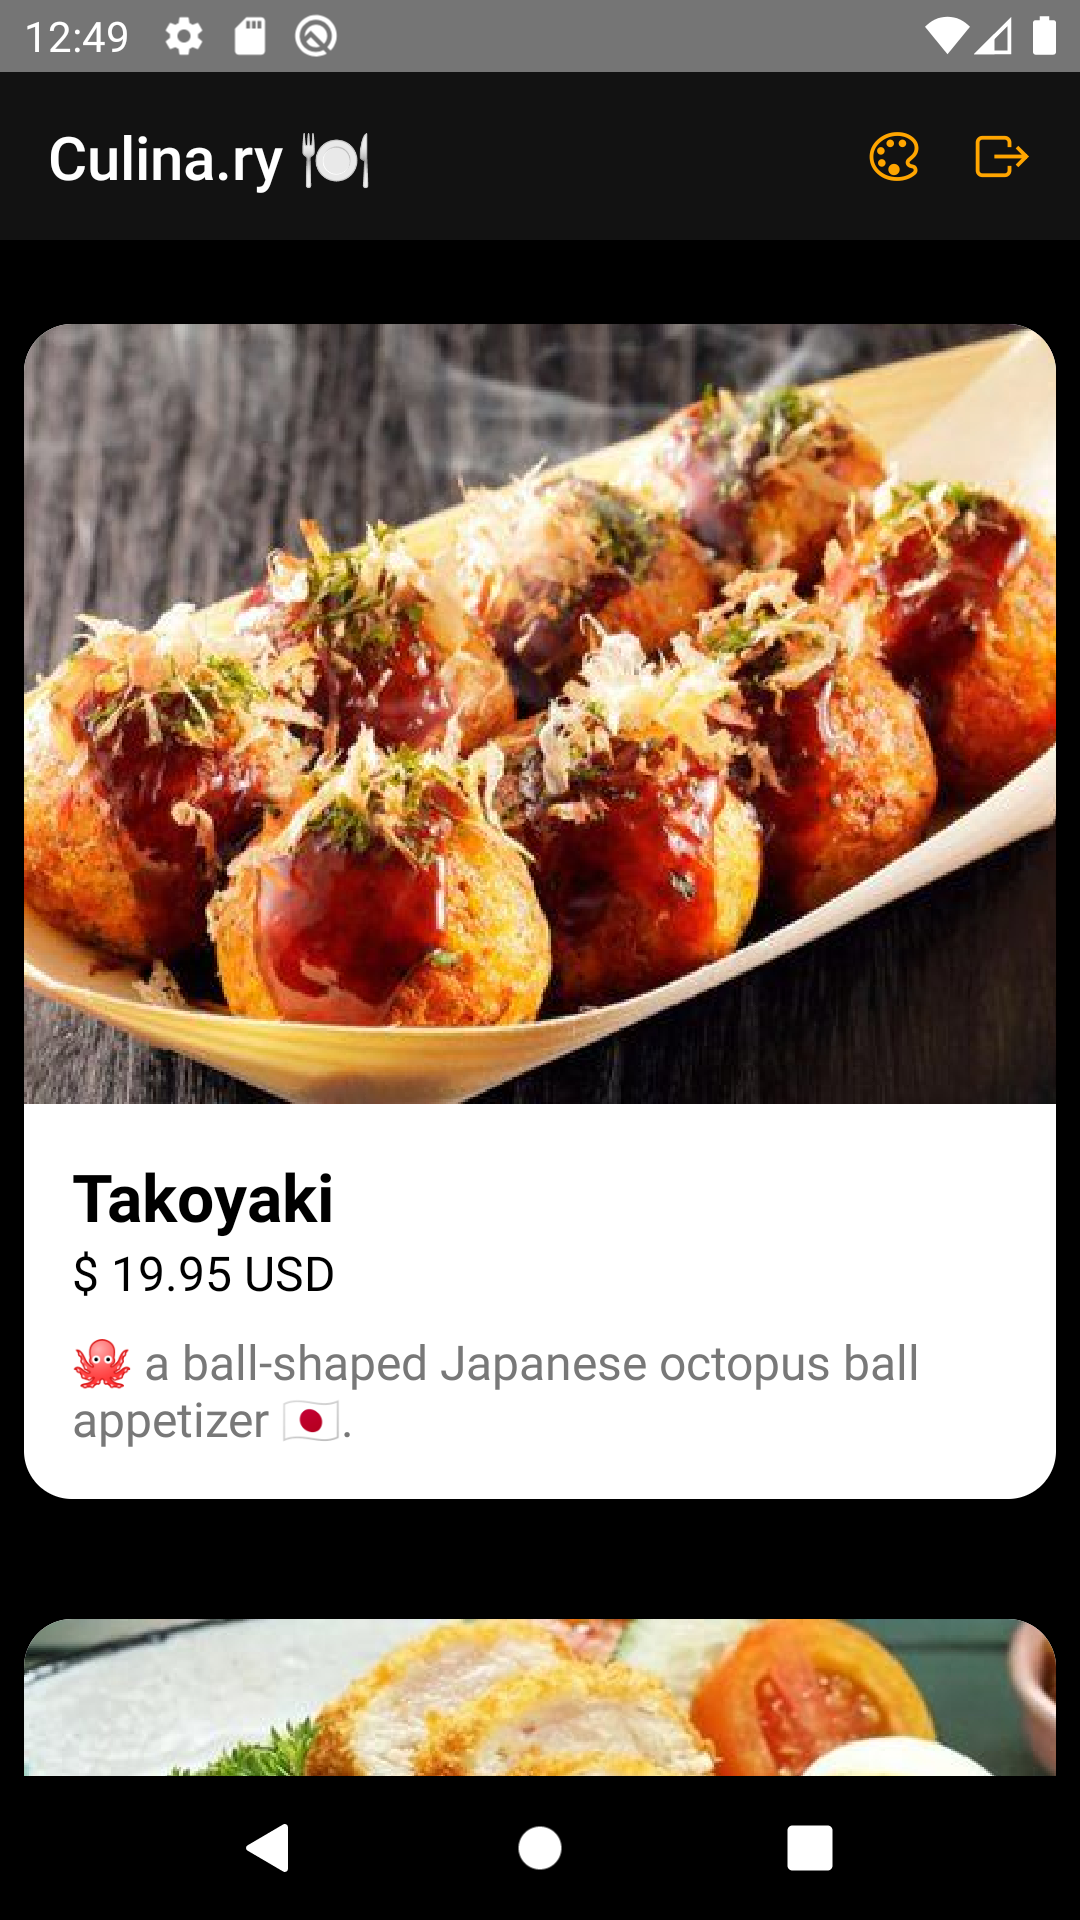 12:49
Culina.ry 🍽️
Takoyaki
$ 19.95 USD
🐙 a ball-shaped Japanese octopus ball
appetizer 🇯🇵.